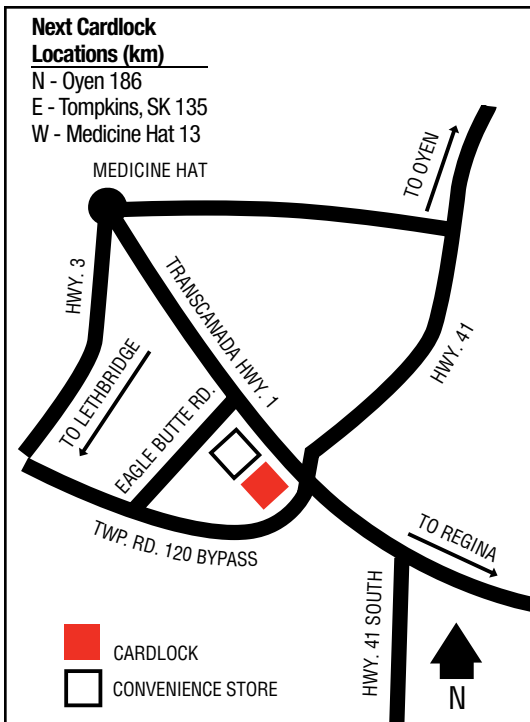 Next Cardlock
Locations (km)
N - Oyen 186
E - Tompkins, SK 135
W - Medicine Hat 13
MEDICINE HAT
TO OYEN
HWY. 3
TRANSCANADA HWY. 1
HWY. 41
TO LETHBRIDGE
EAGLE BUTTE RD.
TWP. RD. 120 BYPASS
TO REGINA
HWY. 41 SOUTH
CARDLOCK
CONVENIENCE STORE
N